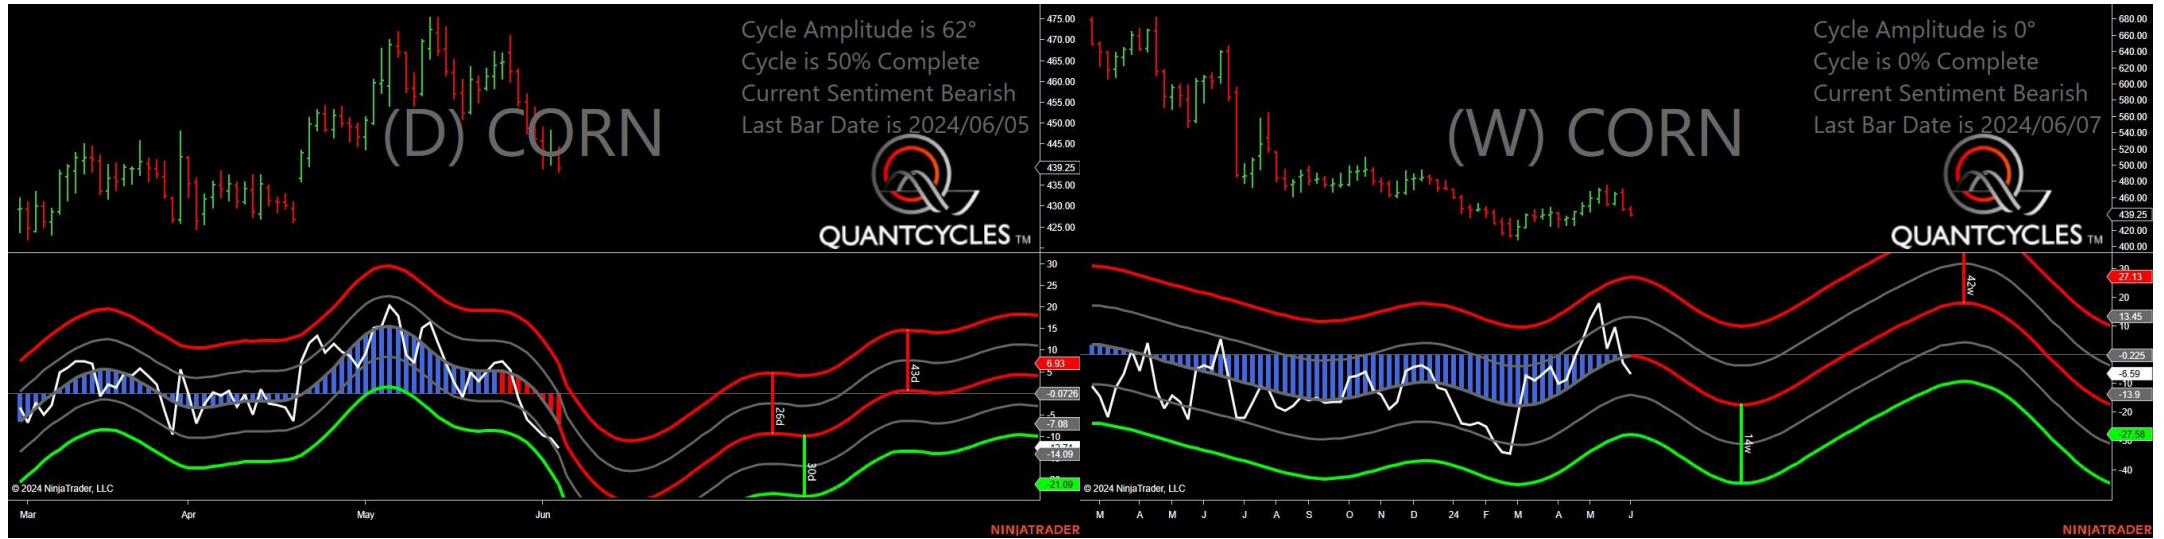 Cycle Amplitude is 62°
Cycle is 50% Complete
Current Sentiment Bearish
Last Bar Date is 2024/06/05
(D) CORN
QUANTCYCLES TM
475.00
470.00
465.00
460.00
455.00
450.00
445.00
439.25
435.00
430.00
425.00
30
25
20
15
10
6.93
5
-0.0726
-5
-7.08
-10
-14.09
-21.09
26d
30d
43d
© 2024 NinjaTrader, LLC
Mar Apr May Jun
NINJATRADER
Cycle Amplitude is 0°
Cycle is 0% Complete
Current Sentiment Bearish
Last Bar Date is 2024/06/07
(W) CORN
QUANTCYCLES TM
680.00
660.00
640.00
620.00
600.00
580.00
560.00
540.00
520.00
500.00
480.00
460.00
439.25
420.00
400.00
30
27.13
20
13.45
10
-0.225
-6.59
-10
-13.9
-20
-27.58
-40
42w
14w
© 2024 NinjaTrader, LLC
M A M J J A S O N D 24 F M A M J
NINJATRADER